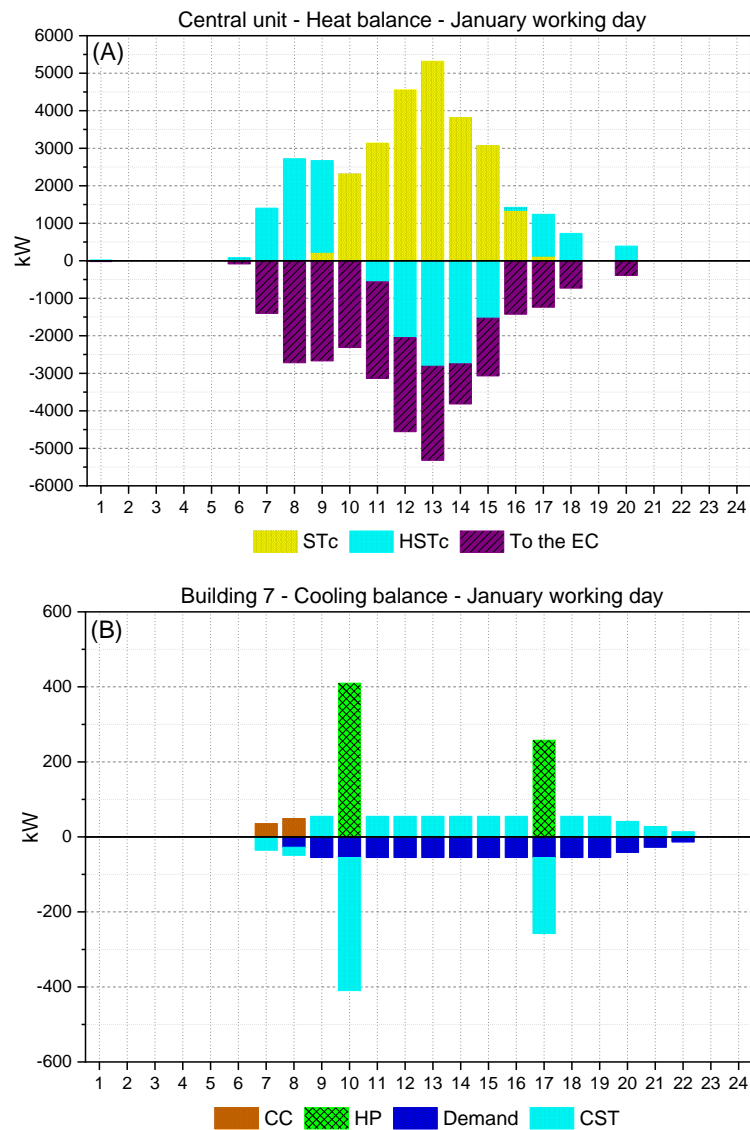 Central unit - Heat balance - January working day
(A)
6000
5000
4000
3000
2000
1000
0
-1000
-2000
-3000
-4000
-5000
-6000
kW
1 2 3 4 5 6 7 8 9 10 11 12 13 14 15 16 17 18 19 20 21 22 23 24
STc HSTc To the EC
Building 7 - Cooling balance - January working day
(B)
600
400
200
0
-200
-400
-600
kW
1 2 3 4 5 6 7 8 9 10 11 12 13 14 15 16 17 18 19 20 21 22 23 24
CC HP Demand CST